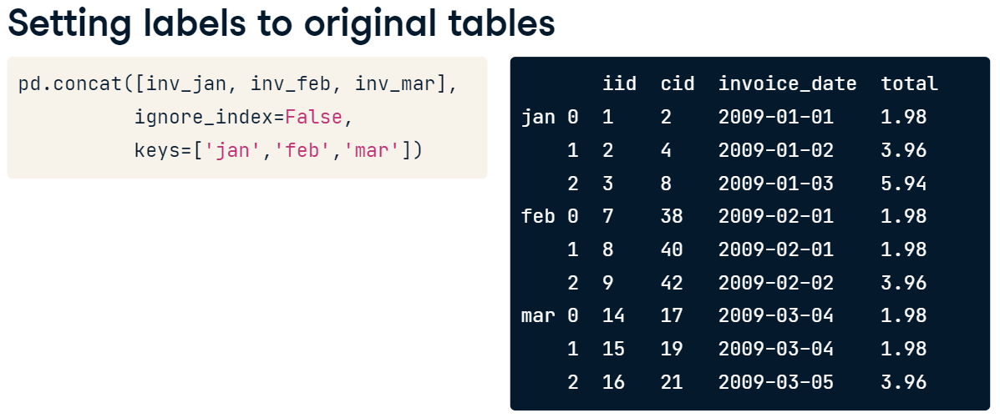 Setting labels to original tables
pd.concat([inv_jan, inv_feb, inv_mar],
          ignore_index=False,
          keys=['jan','feb','mar'])
       iid  cid  invoice_date  total
jan 0  1    2    2009-01-01    1.98
    1  2    4    2009-01-02    3.96
    2  3    8    2009-01-03    5.94
feb 0  7    38   2009-02-01    1.98
    1  8    40   2009-02-01    1.98
    2  9    42   2009-02-02    3.96
mar 0  14   17   2009-03-04    1.98
    1  15   19   2009-03-04    1.98
    2  16   21   2009-03-05    3.96